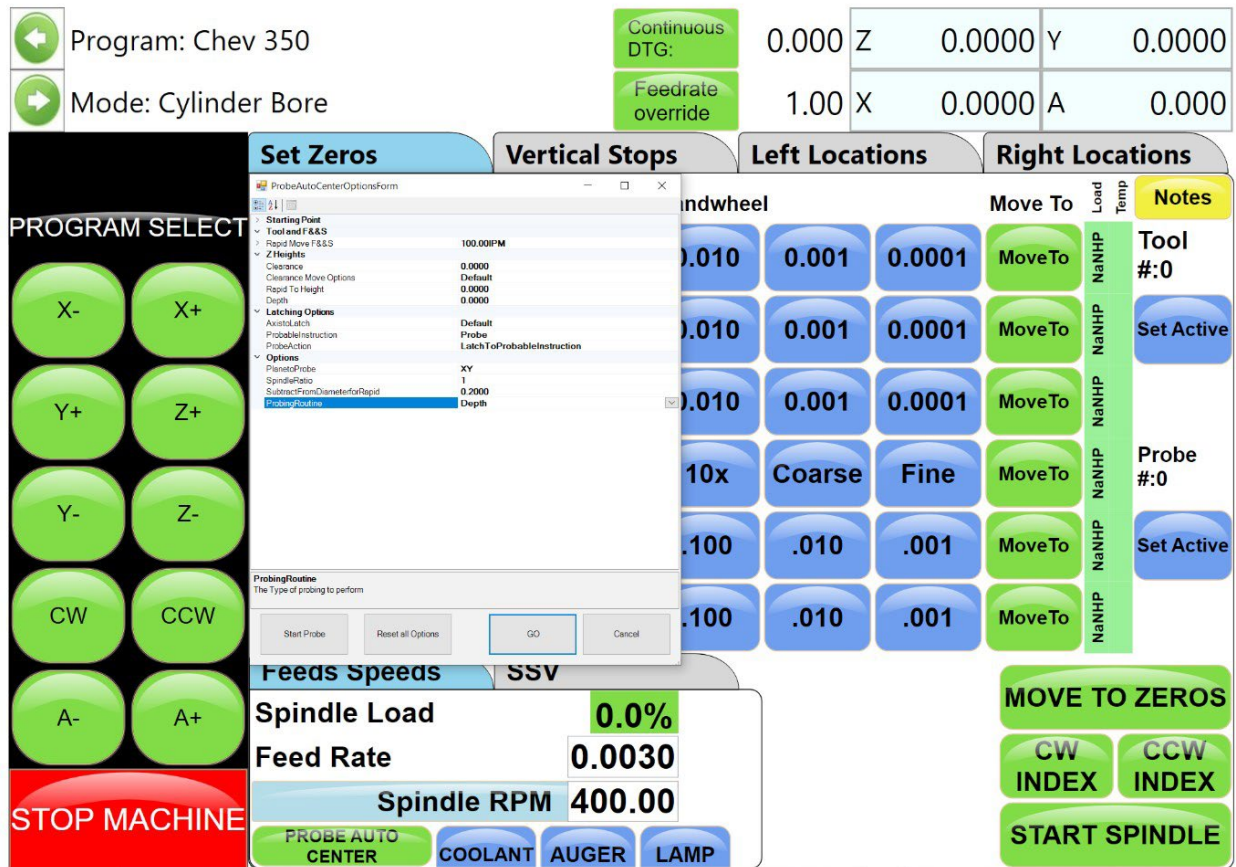 Program: Chev 350
Mode: Cylinder Bore
Continuous
DTG:
0.000
Z
0.0000
Y
0.0000
Feedrate
override
1.00
X
0.0000
A
0.000
Set Zeros
Vertical Stops
Left Locations
Right Locations
PROGRAM SELECT
X-
X+
Y+
Z+
Y-
Z-
CW
CCW
A-
A+
STOP MACHINE
ProbeAutoCenterOptionsForm
Starting Point
Tool and F&&S
Rapid Move F&&S 100.00IPM
Z Heights
Clearance 0.0000
Clearance Move Options Default
Rapid To Height 0.0000
Depth 0.0000
Latching Options
AxistoLatch Default
ProbableInstruction Probe
ProbeAction LatchToProbableInstruction
Options
PlanetoProbe XY
SpindleRatio 1
SubtractFromDiameterforRapid 0.2000
ProbingRoutine Depth
ProbingRoutine
The Type of probing to perform
Start Probe
Reset all Options
GO
Cancel
ndwheel
Move To
Load
Temp
Notes
.010
0.001
0.0001
MoveTo
NaNHP
Tool
#:0
.010
0.001
0.0001
MoveTo
NaNHP
Set Active
.010
0.001
0.0001
MoveTo
NaNHP
10x
Coarse
Fine
MoveTo
NaNHP
Probe
#:0
.100
.010
.001
MoveTo
NaNHP
Set Active
.100
.010
.001
MoveTo
NaNHP
Feeds Speeds
SSV
Spindle Load
0.0%
Feed Rate
0.0030
Spindle RPM
400.00
PROBE AUTO
CENTER
COOLANT
AUGER
LAMP
MOVE TO ZEROS
CW
INDEX
CCW
INDEX
START SPINDLE